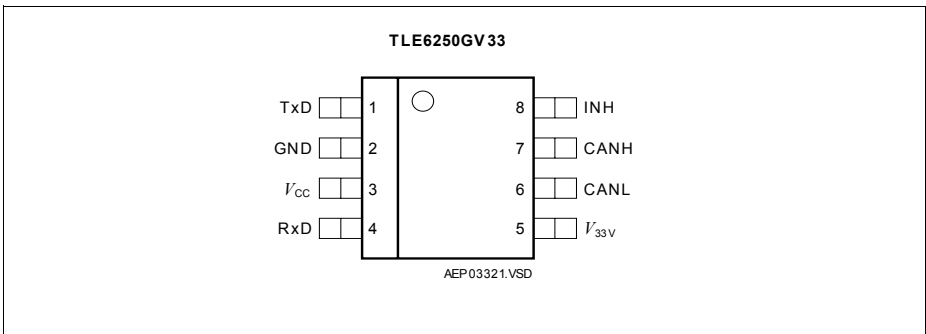 TLE6250GV33
TxD 1 8 INH
GND 2 7 CANH
VCC 3 6 CANL
RxD 4 5 V33V
AEP03321.VSD